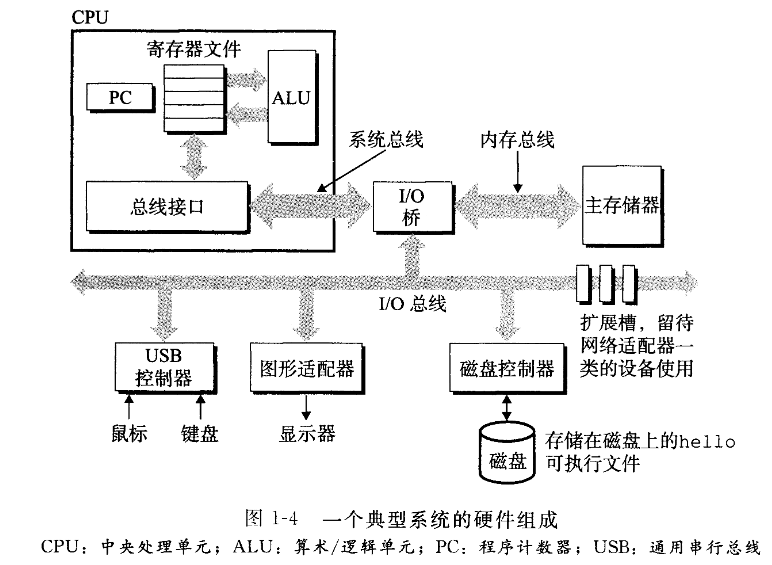 CPU
寄存器文件
PC
ALU
系统总线
内存总线
总线接口
I/O
桥
主存储器
I/O 总线
扩展槽，留待
网络适配器一
类的设备使用
USB
控制器
图形适配器
磁盘控制器
鼠标
键盘
显示器
磁盘
存储在磁盘上的hello
可执行文件
图 1-4 一个典型系统的硬件组成
CPU：中央处理单元；ALU：算术/逻辑单元；PC：程序计数器；USB：通用串行总线